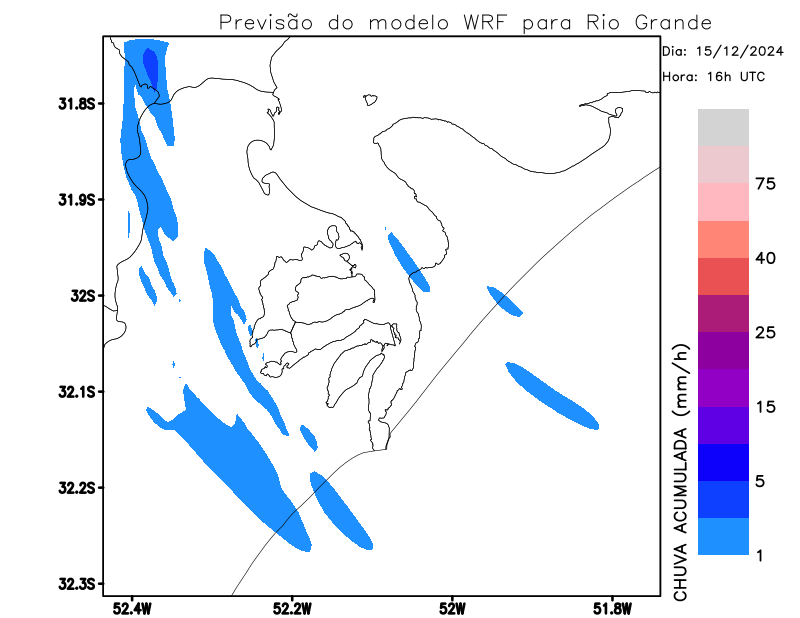 Previsão do modelo WRF para Rio Grande
Dia: 15/12/2024
Hora: 16h UTC
31.8S
31.9S
32S
32.1S
32.2S
32.3S
52.4W
52.2W
52W
51.8W
75
40
25
15
5
1
CHUVA ACUMULADA (mm/h)